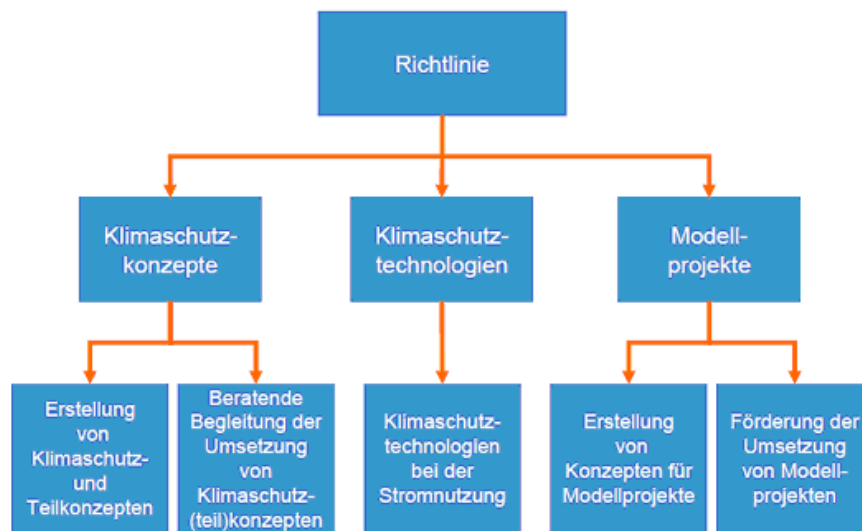 Richtlinie
Klimaschutz-
konzepte
Klimaschutz-
technologien
Modell-
projekte
Erstellung
von
Klimaschutz-
und
Teilkonzepten
Beratende
Begleitung der
Umsetzung
von
Klimaschutz-
(teil)konzepten
Klimaschutz-
technologien
bei der
Stromnutzung
Erstellung
von
Konzepten für
Modellprojekte
Förderung der
Umsetzung
von Modell-
projekten